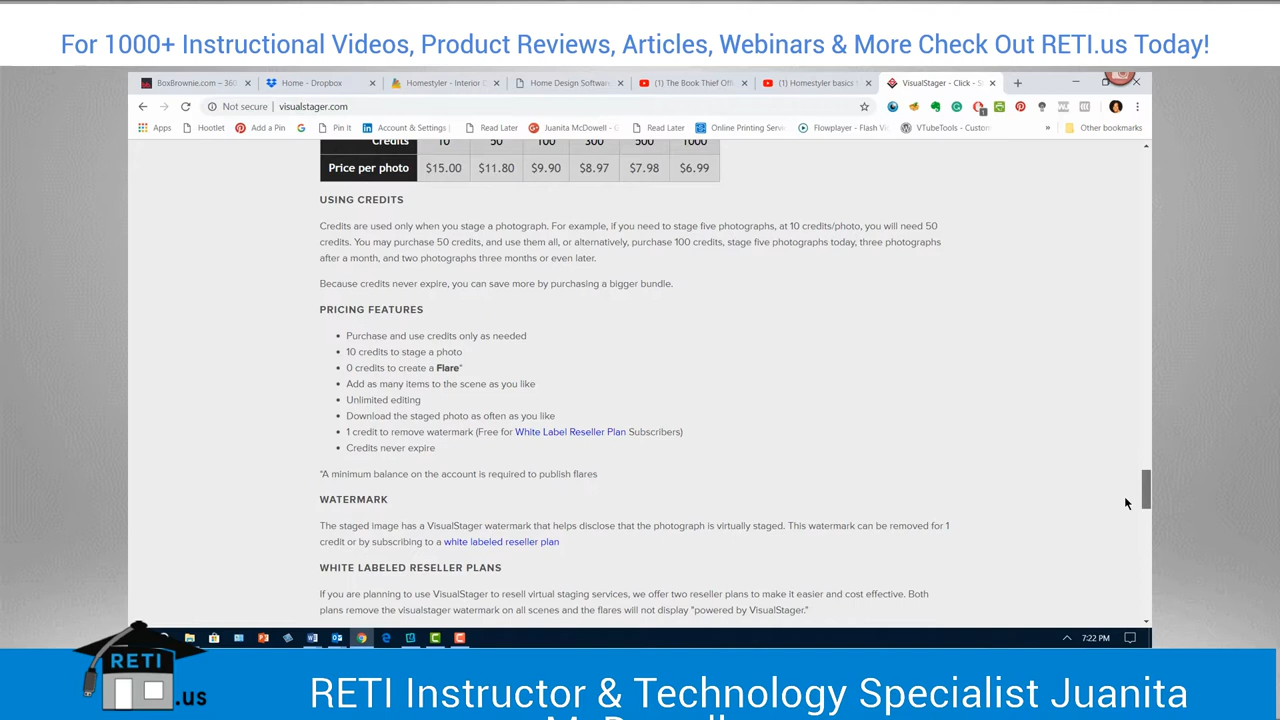 For 1000+ Instructional Videos, Product Reviews, Articles, Webinars & More Check Out RETI.us Today!
BoxBrownie.com – 360
Home - Dropbox
Homestyler - Interior D
Home Design Software
(1) The Book Thief Offi
(1) Homestyler basics
VisualStager - Click - S
Not secure | visualstager.com
Apps
Hootlet
Add a Pin
Pin It
Account & Settings |
Read Later
Juanita McDowell -
Read Later
Online Printing Servi
Flowplayer - Flash Vi
VTubeTools - Custom
»
Other bookmarks
Credits 10 50 100 300 500 1000
Price per photo $15.00 $11.80 $9.90 $8.97 $7.98 $6.99
USING CREDITS
Credits are used only when you stage a photograph. For example, if you need to stage five photographs, at 10 credits/photo, you will need 50
credits. You may purchase 50 credits, and use them all, or alternatively, purchase 100 credits, stage five photographs today, three photographs
after a month, and two photographs three months or even later.
Because credits never expire, you can save more by purchasing a bigger bundle.
PRICING FEATURES
• Purchase and use credits only as needed
• 10 credits to stage a photo
• 0 credits to create a Flare*
• Add as many items to the scene as you like
• Unlimited editing
• Download the staged photo as often as you like
• 1 credit to remove watermark (Free for White Label Reseller Plan Subscribers)
• Credits never expire
*A minimum balance on the account is required to publish flares
WATERMARK
The staged image has a VisualStager watermark that helps disclose that the photograph is virtually staged. This watermark can be removed for 1
credit or by subscribing to a white labeled reseller plan
WHITE LABELED RESELLER PLANS
If you are planning to use VisualStager to resell virtual staging services, we offer two reseller plans to make it easier and cost effective. Both
plans remove the visualstager watermark on all scenes and the flares will not display "powered by VisualStager."
7:22 PM
RETI
.us
RETI Instructor & Technology Specialist Juanita
McDowell